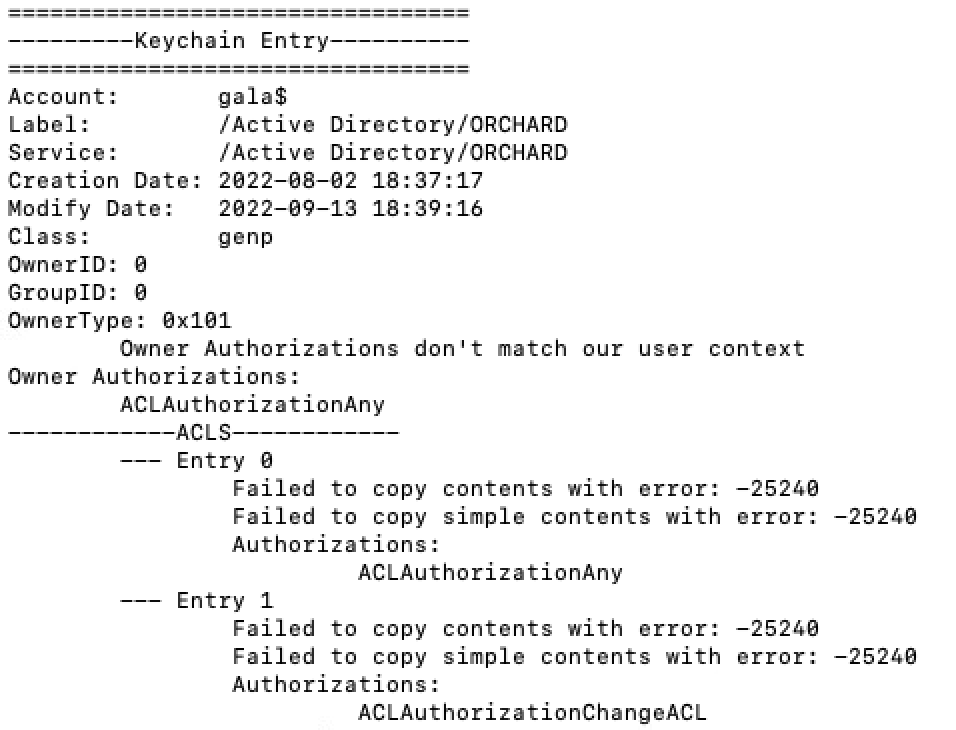 =================================
---------Keychain Entry----------
=================================
Account:       gala$
Label:         /Active Directory/ORCHARD
Service:       /Active Directory/ORCHARD
Creation Date: 2022-08-02 18:37:17
Modify Date:   2022-09-13 18:39:16
Class:         genp
OwnerID: 0
GroupID: 0
OwnerType: 0x101
        Owner Authorizations don't match our user context
Owner Authorizations:
        ACLAuthorizationAny
------------ACLS------------
        --- Entry 0
                Failed to copy contents with error: -25240
                Failed to copy simple contents with error: -25240
                Authorizations:
                         ACLAuthorizationAny
        --- Entry 1
                Failed to copy contents with error: -25240
                Failed to copy simple contents with error: -25240
                Authorizations:
                         ACLAuthorizationChangeACL